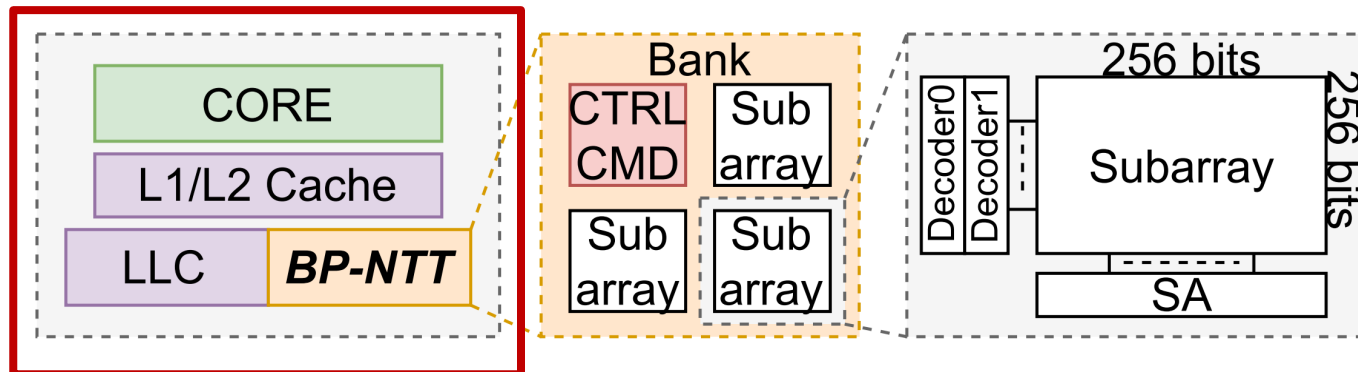 CORE
L1/L2 Cache
LLC
BP-NTT
Bank
CTRL
CMD
Sub
array
Sub
array
Sub
array
256 bits
256 bits
Decoder0
Decoder1
Subarray
SA